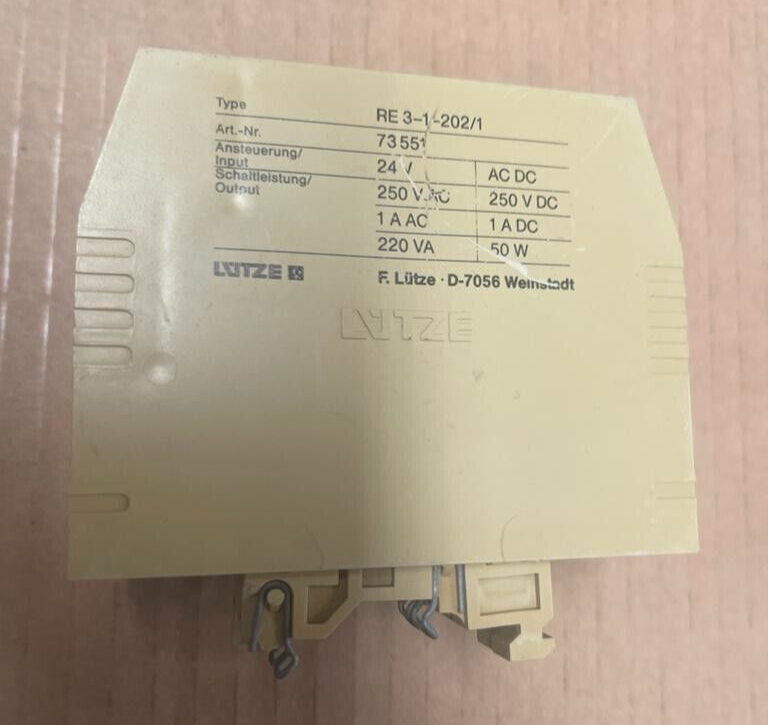 Type RE 3-1-202/1
Art.-Nr. 73 551
Ansteuerung/
Input 24 V AC DC
Schaltleistung/
Output 250 V AC 250 V DC
1 A AC 1 A DC
220 VA 50 W
LÜTZE F. Lütze · D-7056 Weinstadt
LÜTZE